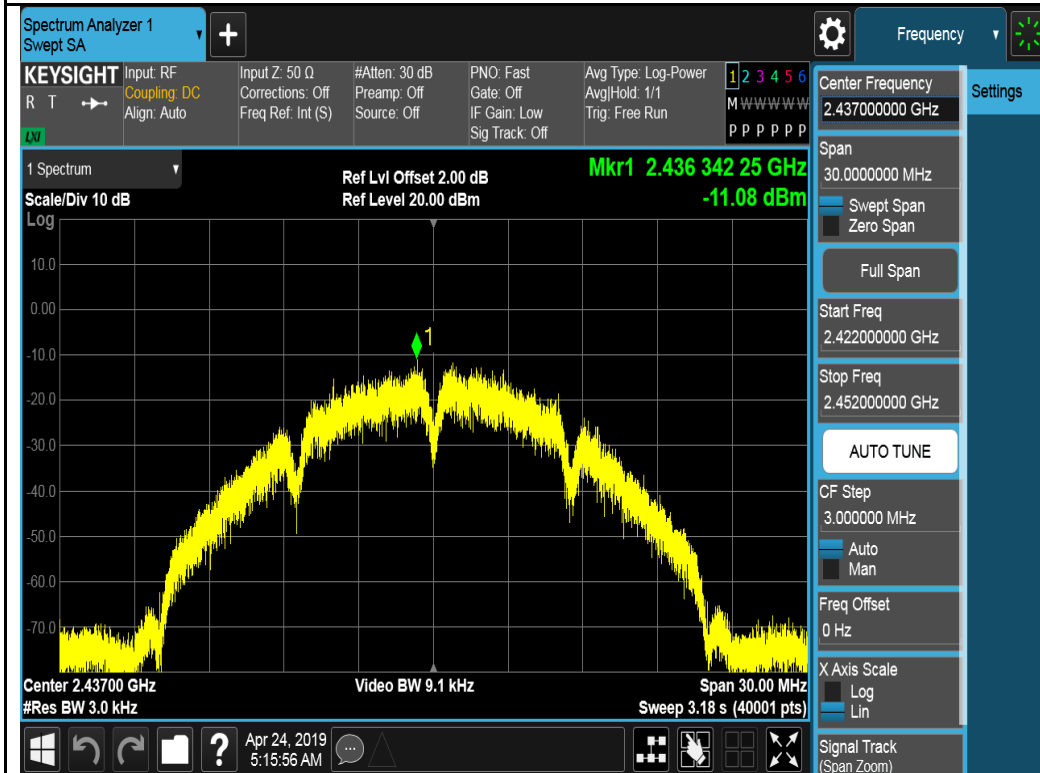 Spectrum Analyzer 1
Swept SA
+
Frequency
KEYSIGHT
R T
LXI
Input: RF
Coupling: DC
Align: Auto
Input Z: 50 Ω
Corrections: Off
Freq Ref: Int (S)
#Atten: 30 dB
Preamp: Off
Source: Off
PNO: Fast
Gate: Off
IF Gain: Low
Sig Track: Off
Avg Type: Log-Power
Avg|Hold: 1/1
Trig: Free Run
1 2 3 4 5 6
M W W W W W
P P P P P P
1 Spectrum
Scale/Div 10 dB
Ref Lvl Offset 2.00 dB
Ref Level 20.00 dBm
Mkr1 2.436 342 25 GHz
-11.08 dBm
Log
10.0
0.00
-10.0
-20.0
-30.0
-40.0
-50.0
-60.0
-70.0
1
Center 2.43700 GHz
#Res BW 3.0 kHz
Video BW 9.1 kHz
Span 30.00 MHz
Sweep 3.18 s (40001 pts)
Center Frequency
2.437000000 GHz
Span
30.0000000 MHz
Swept Span
Zero Span
Full Span
Start Freq
2.422000000 GHz
Stop Freq
2.452000000 GHz
AUTO TUNE
CF Step
3.000000 MHz
Auto
Man
Freq Offset
0 Hz
X Axis Scale
Log
Lin
Signal Track
(Span Zoom)
Settings
?
Apr 24, 2019
5:15:56 AM